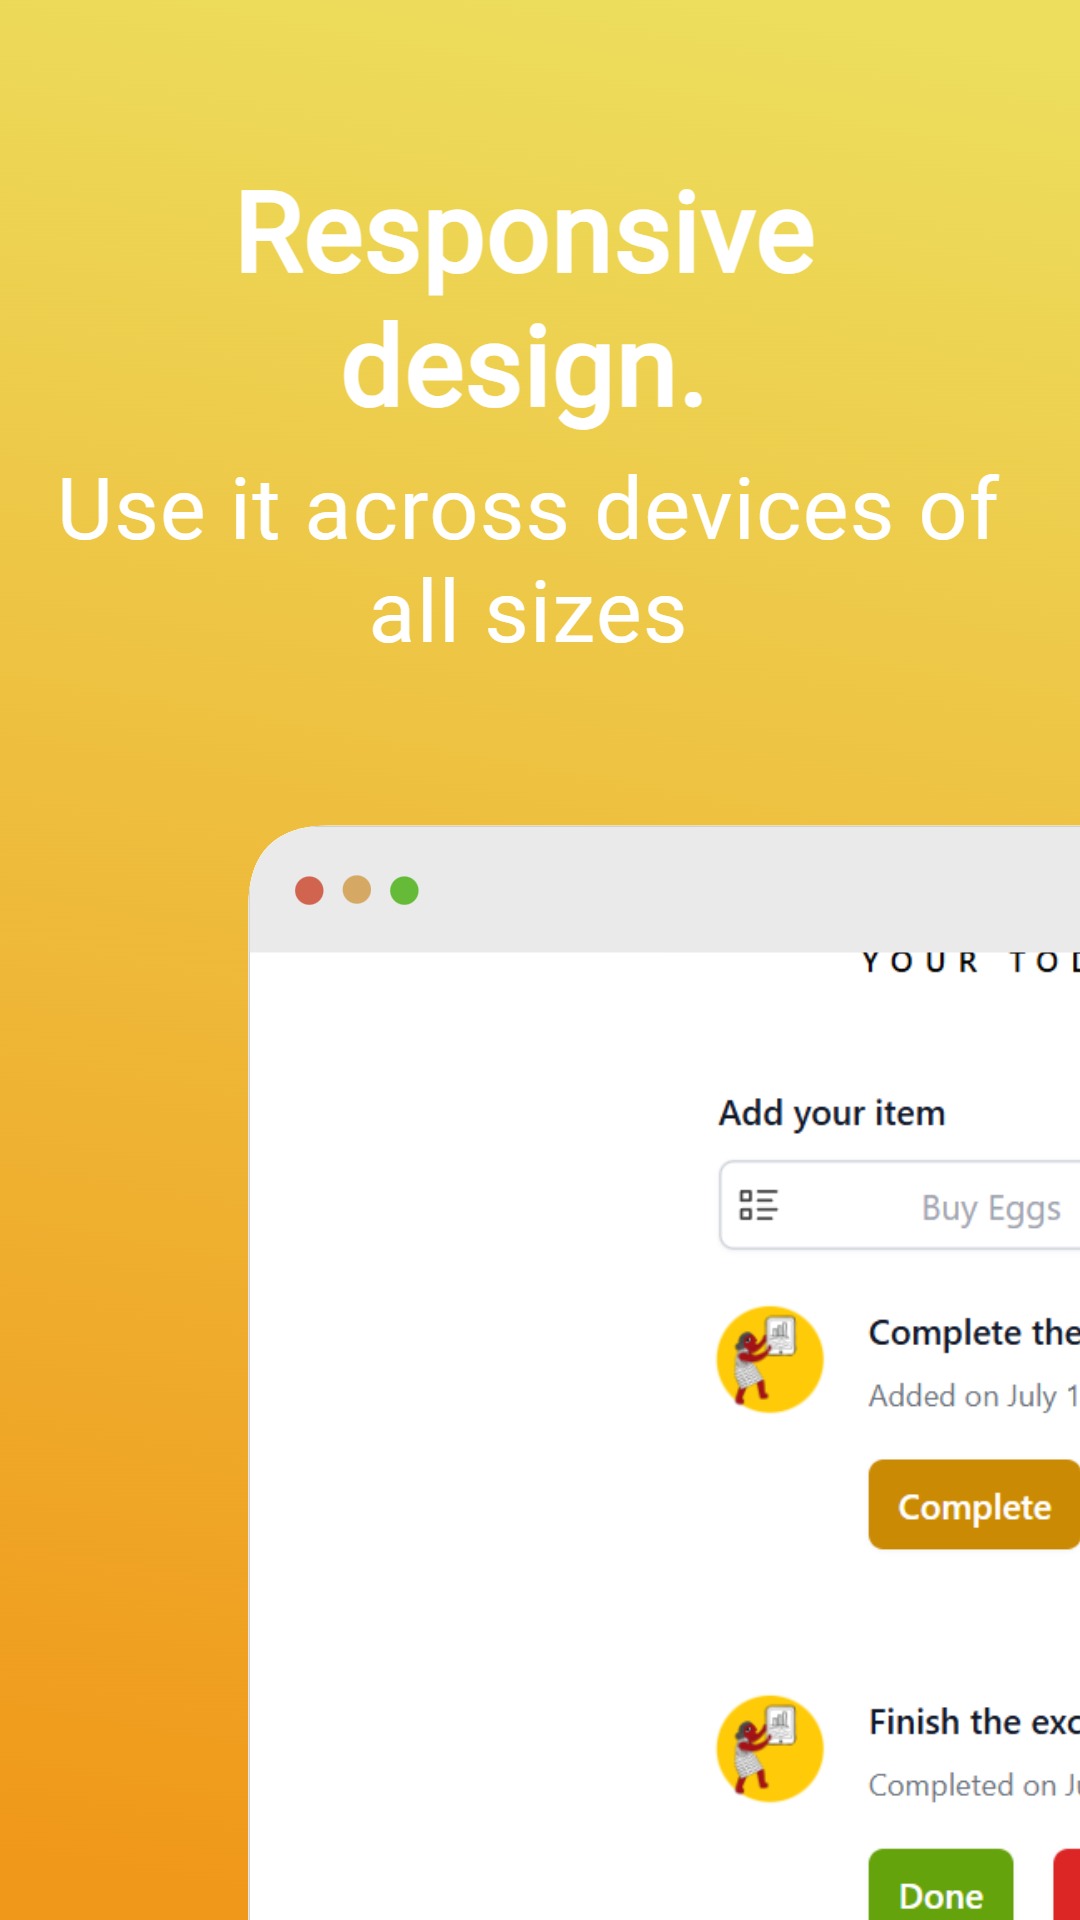 Responsive
design.
Use it across devices of
all sizes
YOUR TOD
Add your item
Buy Eggs
Complete the
Added on July 1
Complete
Finish the exc
Completed on Ju
Done